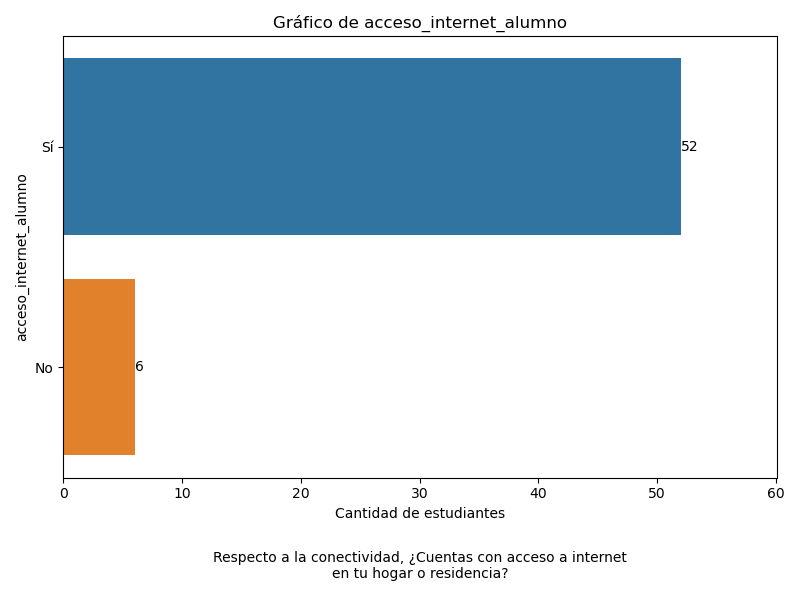 Gráfico de acceso_internet_alumno
acceso_internet_alumno
Sí
52
No
6
0 10 20 30 40 50 60
Cantidad de estudiantes
Respecto a la conectividad, ¿Cuentas con acceso a internet
en tu hogar o residencia?